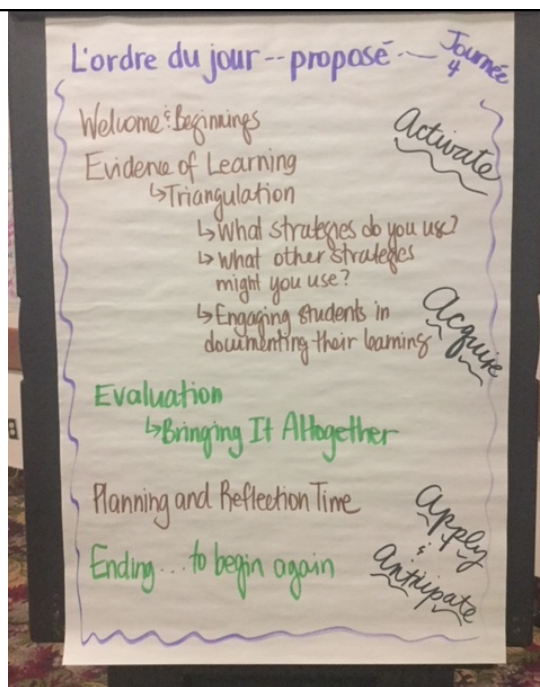 L'ordre du jour -- proposé -- Journée 4
Welcome & Beginnings
Activate
Evidence of Learning
↳Triangulation
↳What strategies do you use?
↳What other strategies
might you use?
↳Engaging students in
documenting their learning
Acquire
Evaluation
↳Bringing It Altogether
Planning and Reflection Time
Apply
&
Anticipate
Ending... to begin again